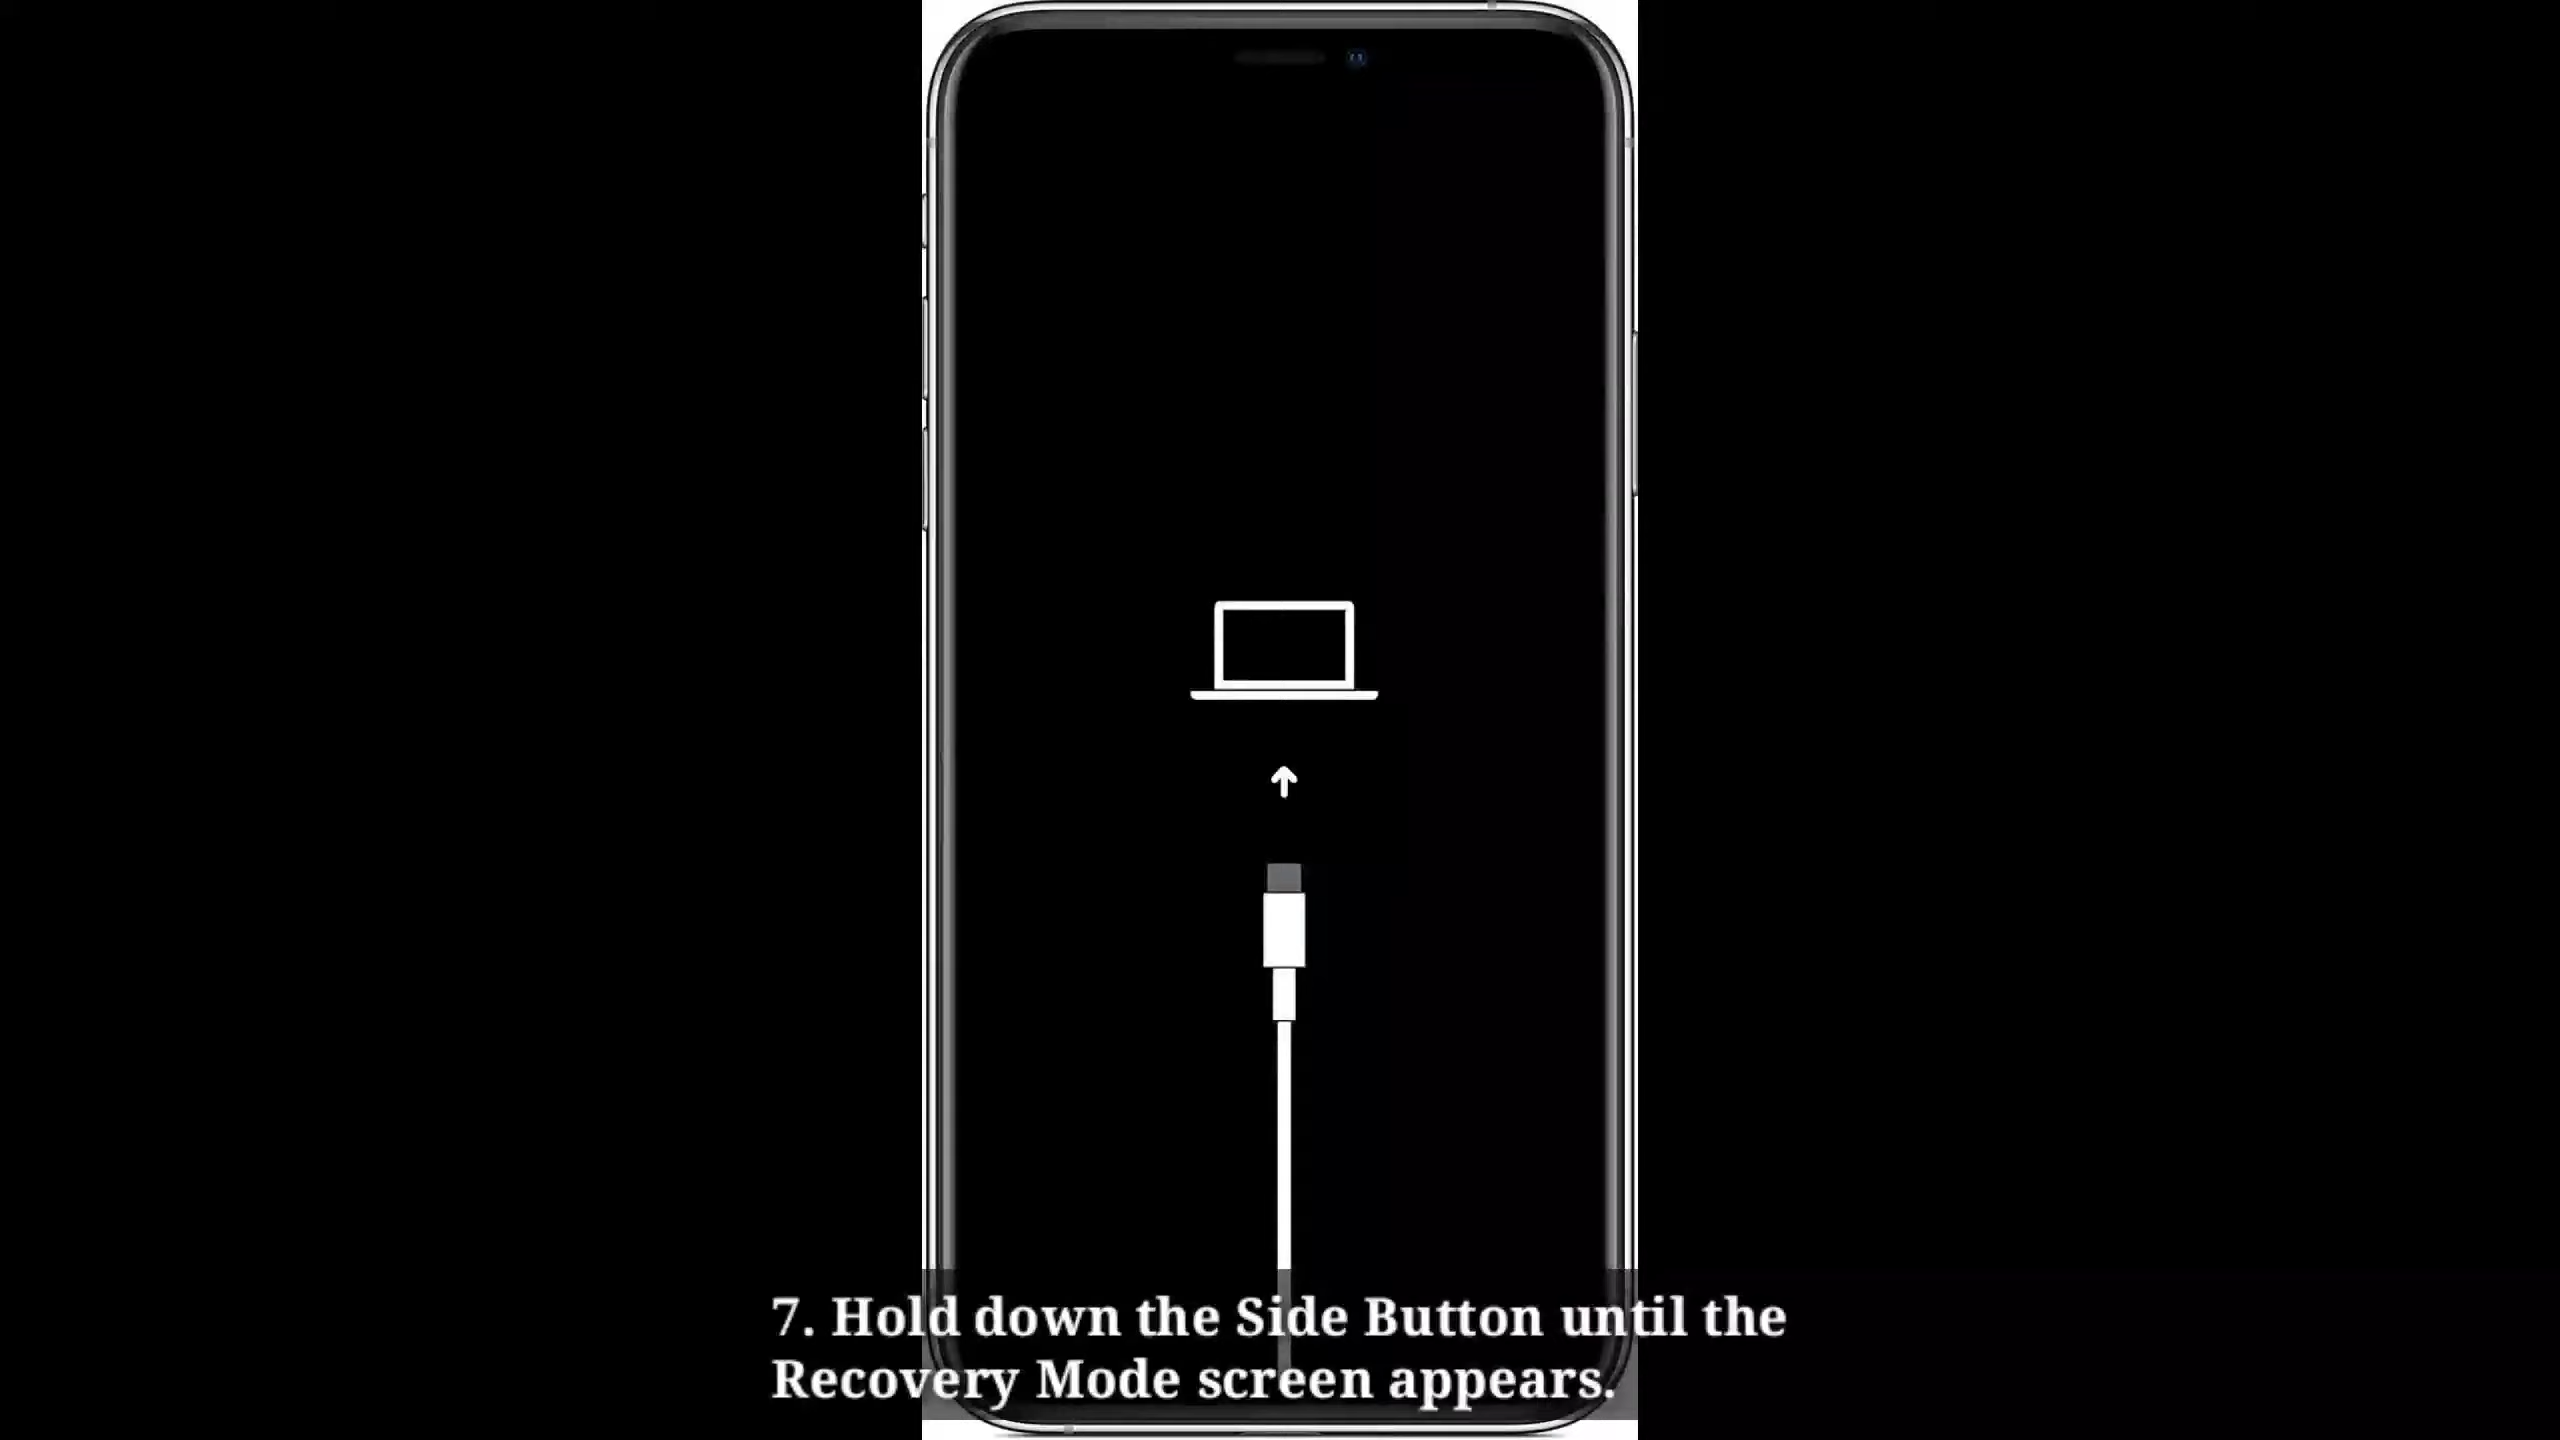 7. Hold down the Side Button until the
Recovery Mode screen appears.